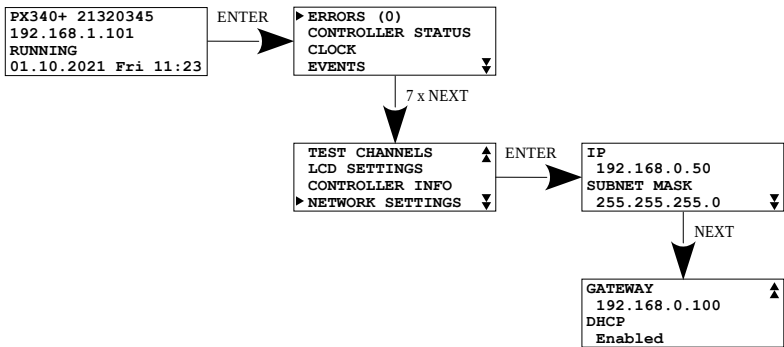 PX340+ 21320345
192.168.1.101
RUNNING
01.10.2021 Fri 11:23
ENTER
ERRORS (0)
CONTROLLER STATUS
CLOCK
EVENTS
7 x NEXT
TEST CHANNELS
LCD SETTINGS
CONTROLLER INFO
NETWORK SETTINGS
ENTER
IP
192.168.0.50
SUBNET MASK
255.255.255.0
NEXT
GATEWAY
192.168.0.100
DHCP
Enabled